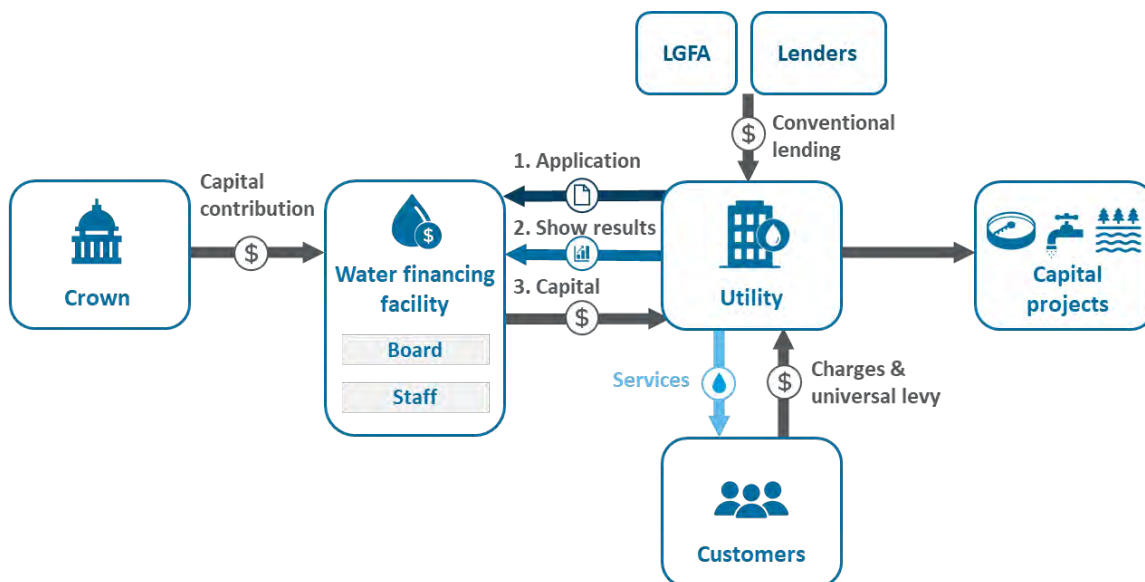 LGFA
Lenders
$
Conventional
lending
1. Application
Capital
contribution
$
2. Show results
$
Crown
Water financing
facility
3. Capital
$
Board
Staff
Utility
Capital
projects
Services
$
Charges &
universal levy
Customers